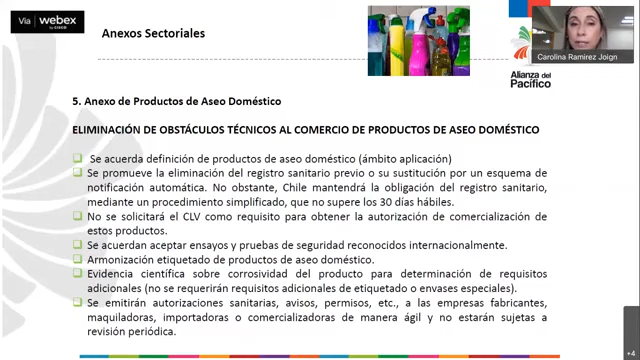 Via webex
by CISCO
Anexos Sectoriales
Carolina Ramírez Joign
Alianza del
Pacífico
5. Anexo de Productos de Aseo Doméstico
ELIMINACIÓN DE OBSTÁCULOS TÉCNICOS AL COMERCIO DE PRODUCTOS DE ASEO DOMÉSTICO
Se acuerda definición de productos de aseo doméstico (ámbito aplicación)
Se promueve la eliminación del registro sanitario previo o su sustitución por un esquema de
notificación automática. No obstante, Chile mantendrá la obligación del registro sanitario,
mediante un procedimiento simplificado, que no supere los 30 días hábiles.
No se solicitará el CLV como requisito para obtener la autorización de comercialización de
estos productos.
Se acuerdan aceptar ensayos y pruebas de seguridad reconocidos internacionalmente.
Armonización etiquetado de productos de aseo doméstico.
Evidencia científica sobre corrosividad del producto para determinación de requisitos
adicionales (no se requerirán requisitos adicionales de etiquetado o envases especiales).
Se emitirán autorizaciones sanitarias, avisos, permisos, etc., a las empresas fabricantes,
maquiladoras, importadoras o comercializadoras de manera ágil y no estarán sujetas a
revisión periódica.
+4